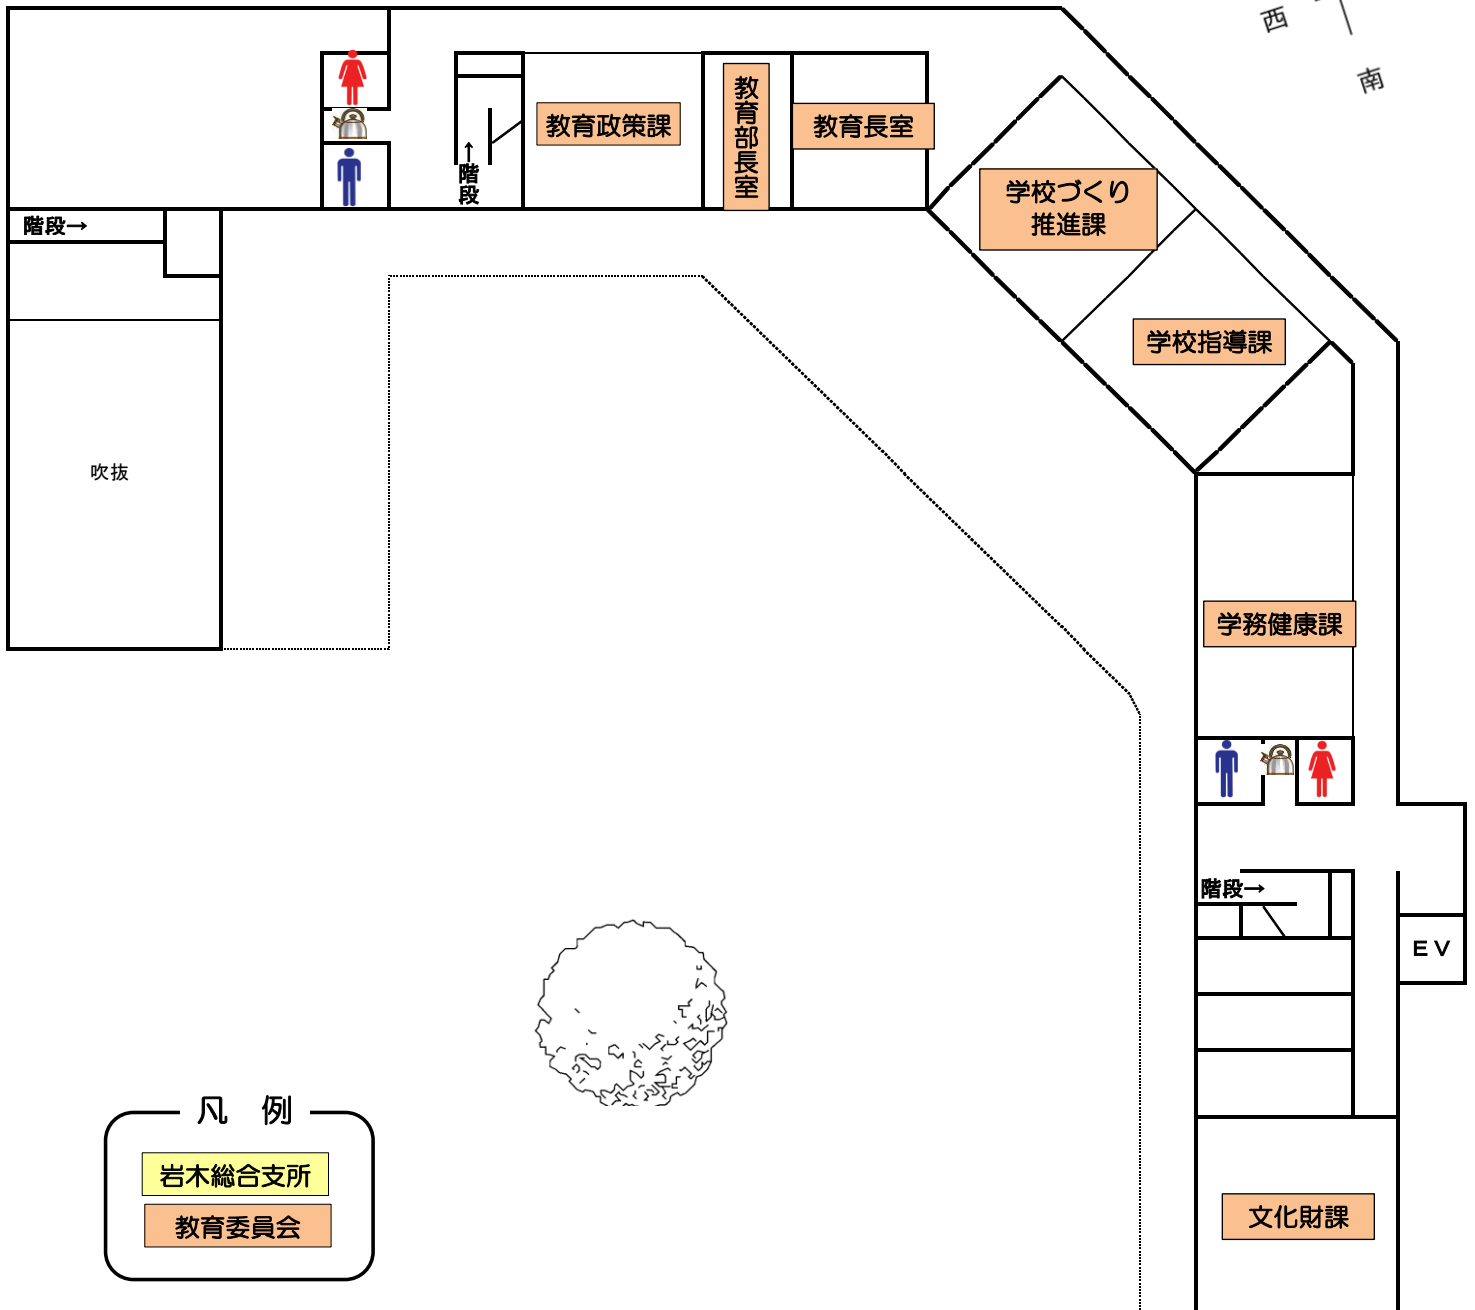 西
南
教育政策課
教育部長室
教育長室
↑階段
学校づくり
推進課
階段→
学校指導課
吹抜
学務健康課
階段→
EV
凡　例
岩木総合支所
教育委員会
文化財課